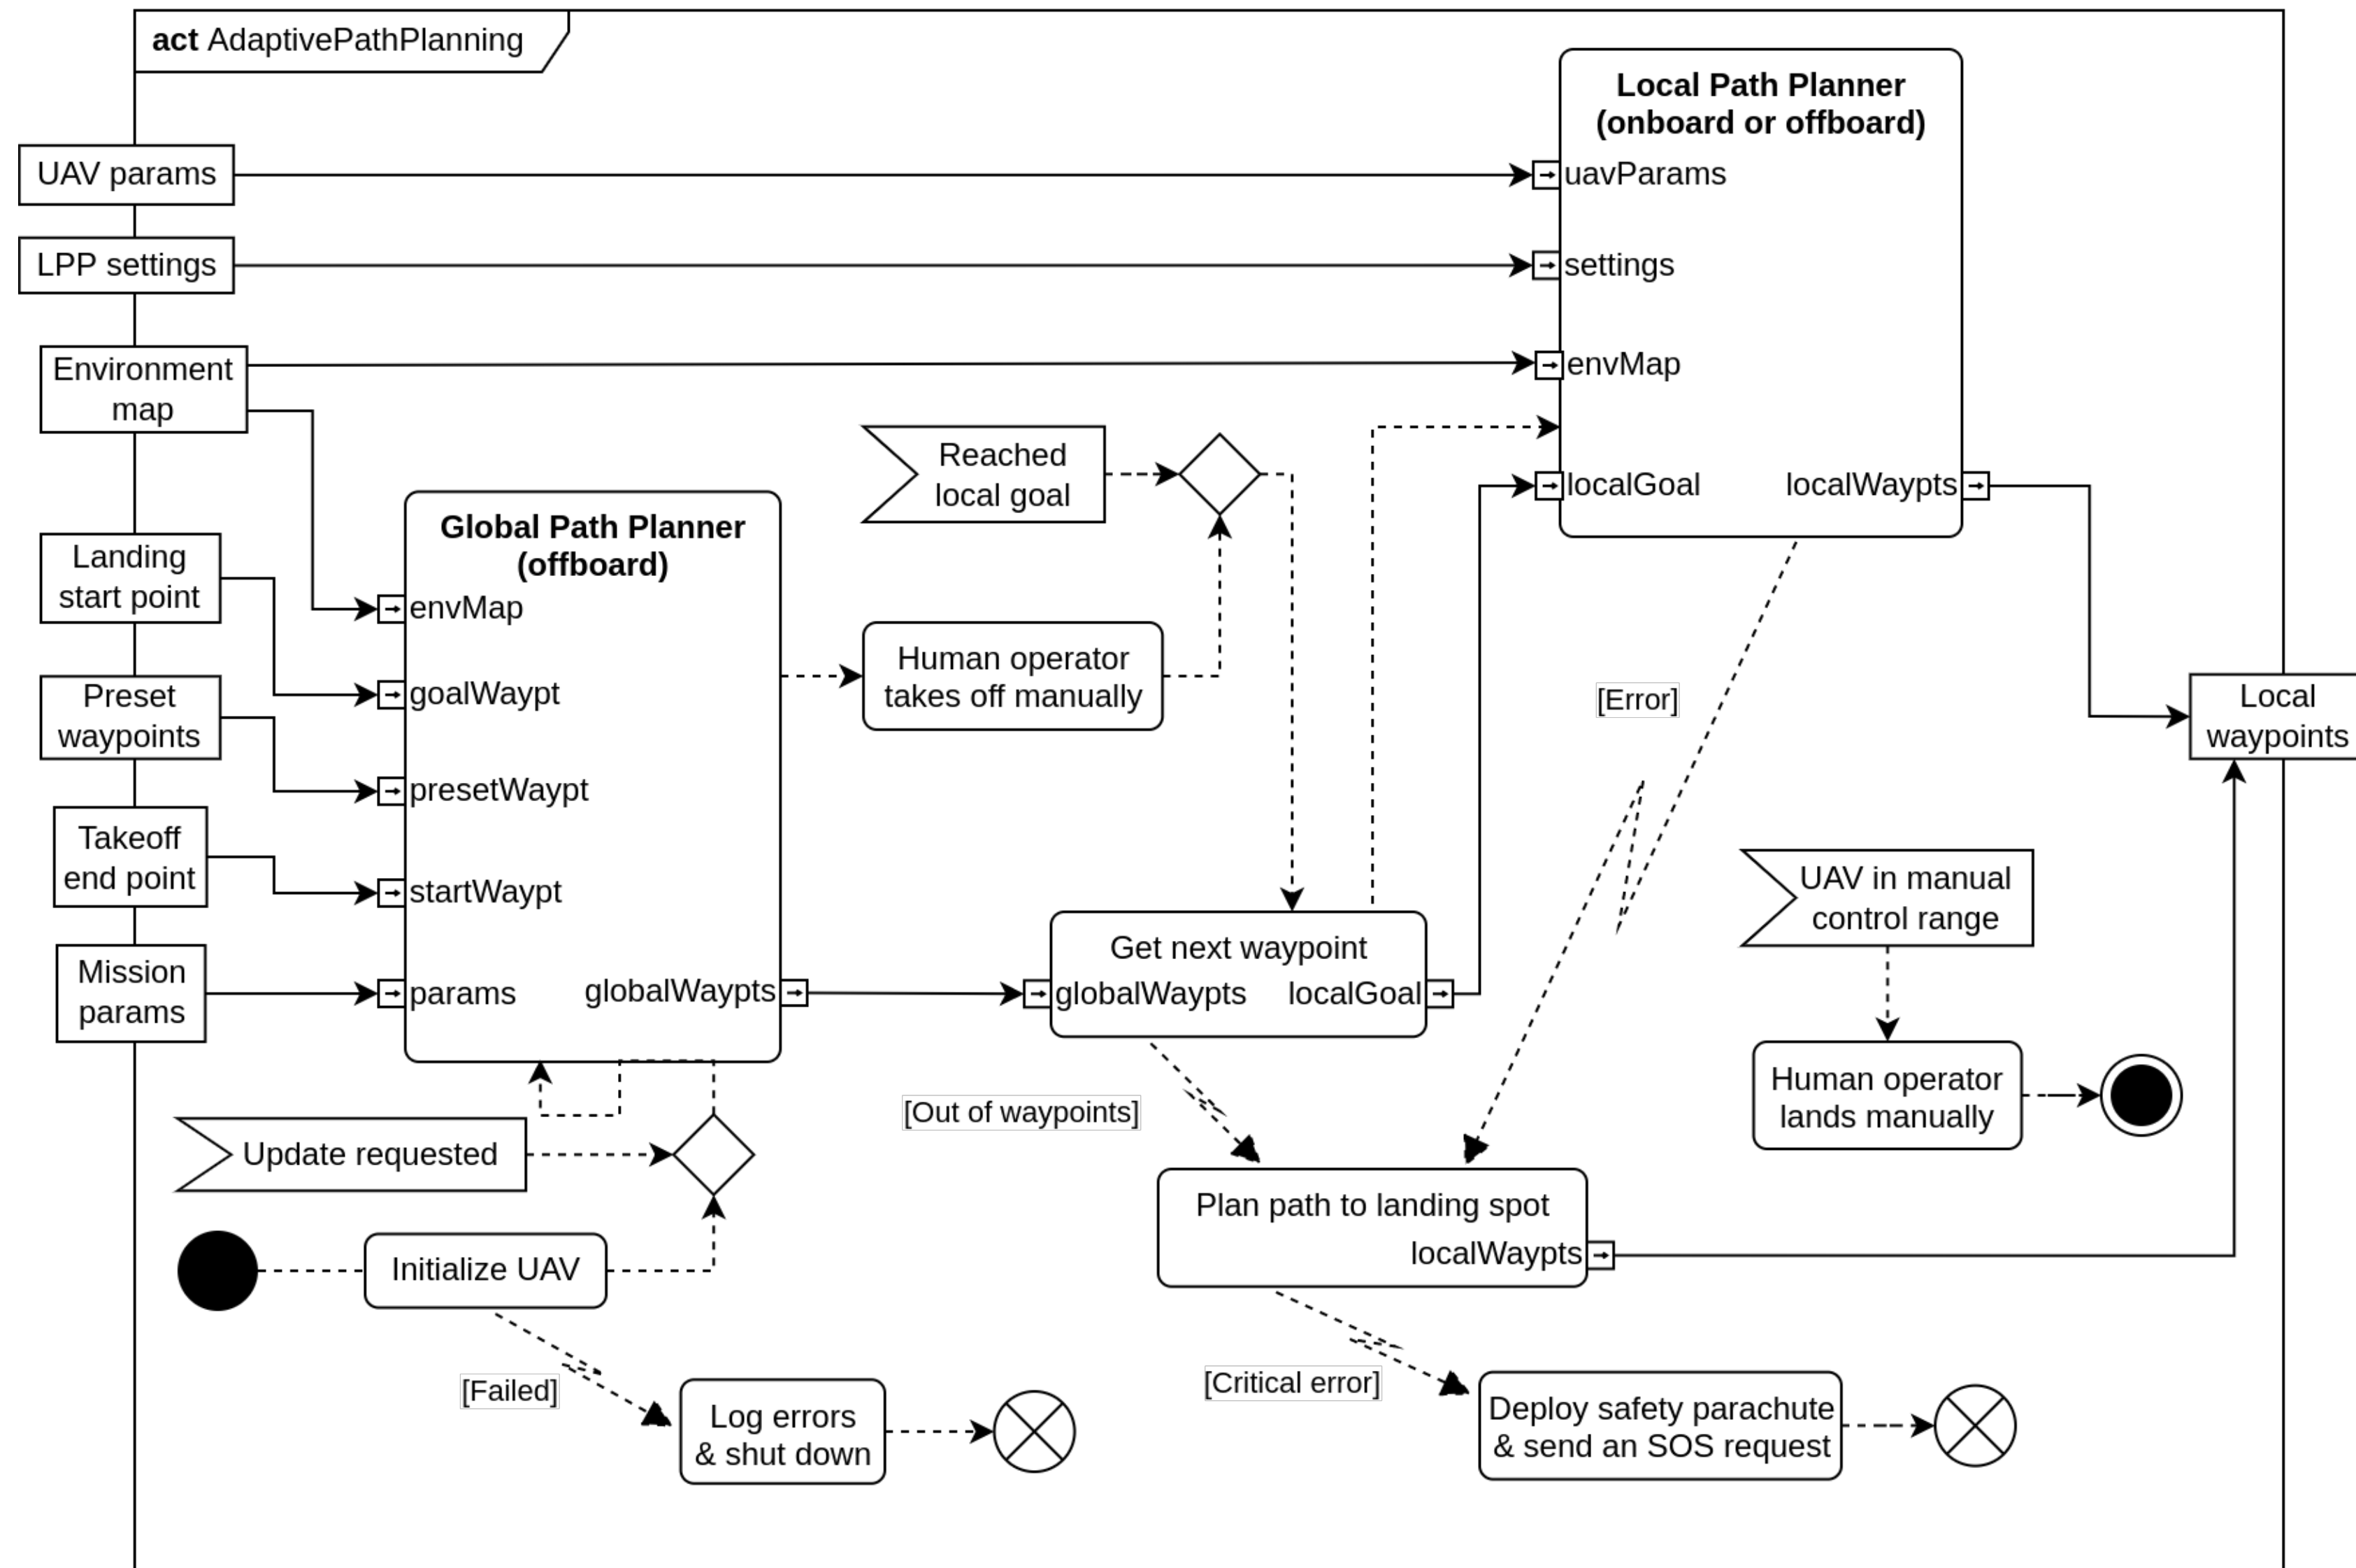 act AdaptivePathPlanning
Local Path Planner
(onboard or offboard)
UAV params
uavParams
LPP settings
settings
Environment
map
envMap
Reached
local goal
localGoal
localWaypts
Global Path Planner
(offboard)
Landing
start point
envMap
Human operator
takes off manually
goalWaypt
[Error]
Local
waypoints
Preset
waypoints
presetWaypt
Takeoff
end point
startWaypt
UAV in manual
control range
Mission
params
params
globalWaypts
Get next waypoint
globalWaypts
localGoal
Human operator
lands manually
[Out of waypoints]
Update requested
Plan path to landing spot
localWaypts
Initialize UAV
[Failed]
[Critical error]
Log errors
& shut down
Deploy safety parachute
& send an SOS request